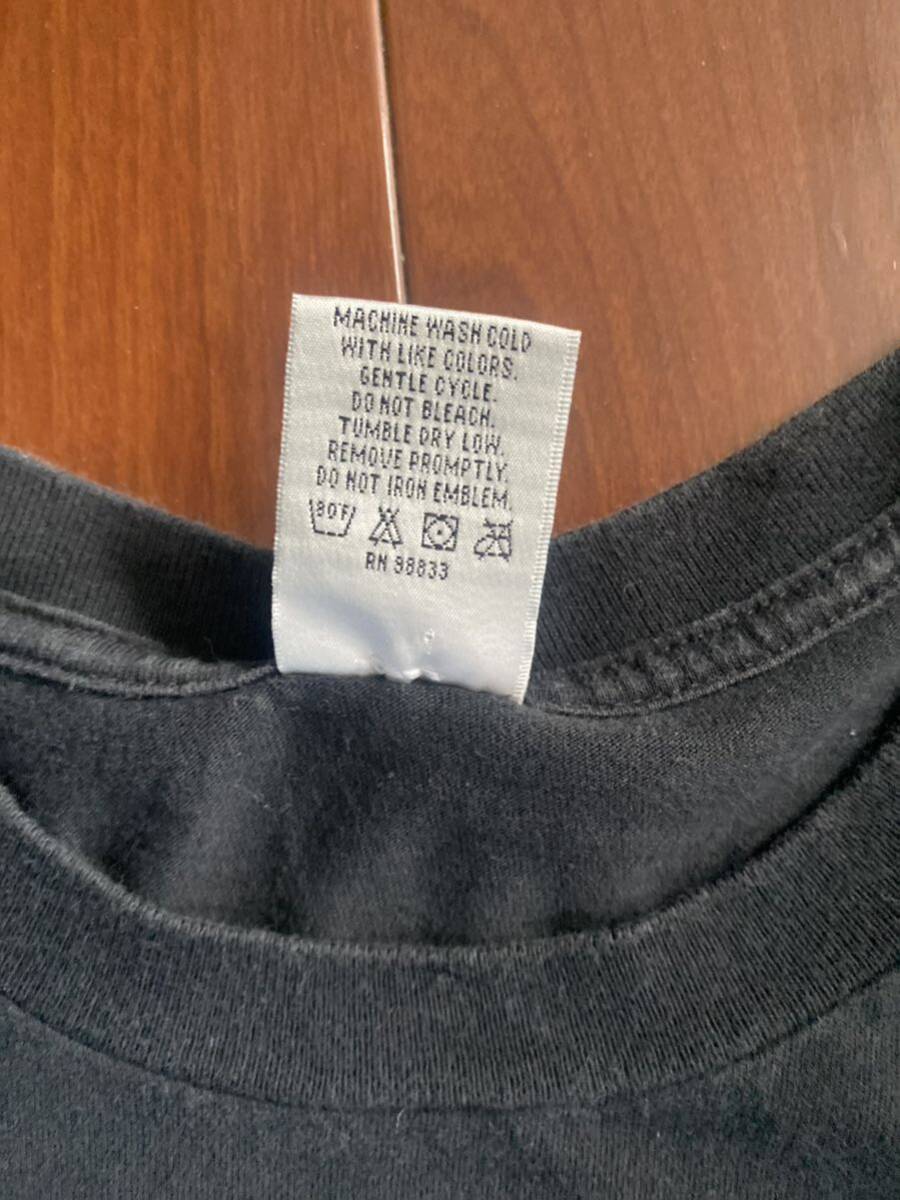 MACHINE WASH COLD
WITH LIKE COLORS.
GENTLE CYCLE.
DO NOT BLEACH.
TUMBLE DRY LOW.
REMOVE PROMPTLY.
DO NOT IRON EMBLEM.
80°F
RN 98833